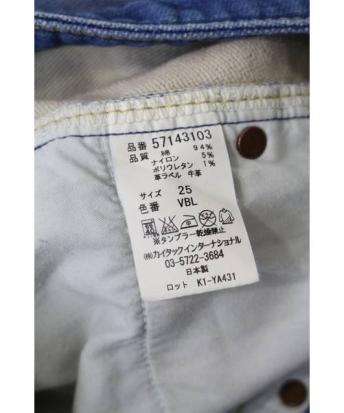 品番 57143103
品質 綿 94%
ナイロン 5%
ポリウレタン 1%
革ラベル 牛革
サイズ 25
色番 VBL
※タンブラー乾燥禁止
㈱カイタックインターナショナル
03-5722-3684
日本製
ロット K1-YA431